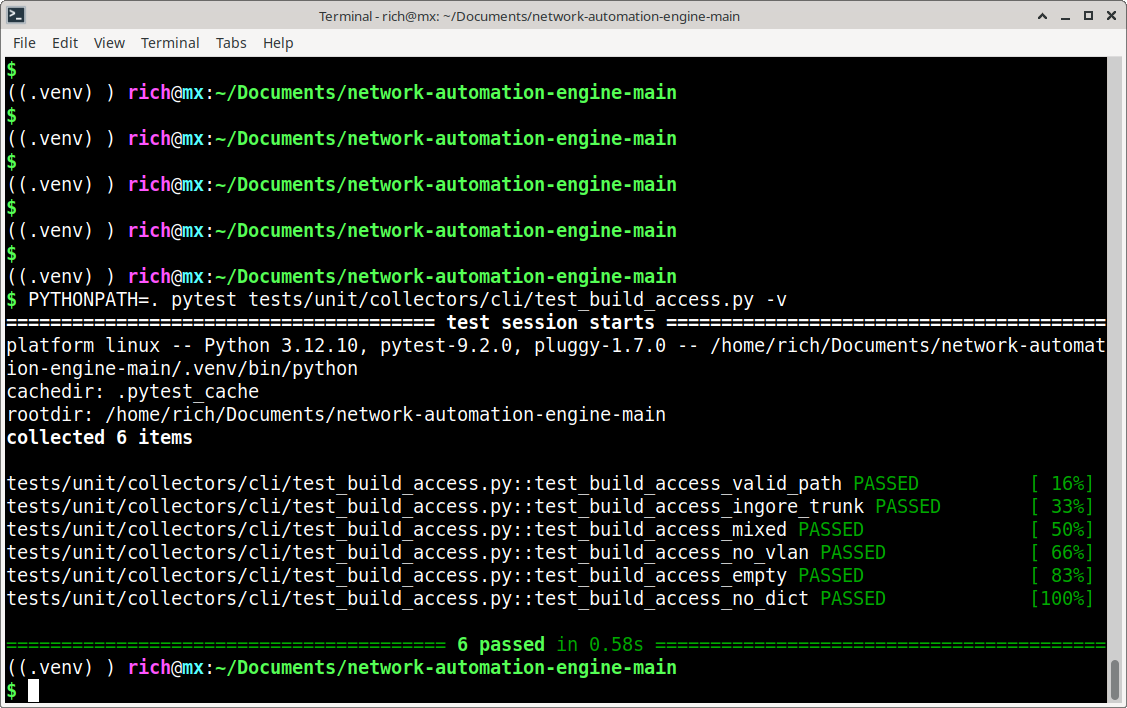 Terminal - rich@mx: ~/Documents/network-automation-engine-main
File Edit View Terminal Tabs Help
$
((.venv) ) rich@mx:~/Documents/network-automation-engine-main
$
((.venv) ) rich@mx:~/Documents/network-automation-engine-main
$
((.venv) ) rich@mx:~/Documents/network-automation-engine-main
$
((.venv) ) rich@mx:~/Documents/network-automation-engine-main
$
((.venv) ) rich@mx:~/Documents/network-automation-engine-main
$ PYTHONPATH=. pytest tests/unit/collectors/cli/test_build_access.py -v
======================================= test session starts ========================================
platform linux -- Python 3.12.10, pytest-9.2.0, pluggy-1.7.0 -- /home/rich/Documents/network-automat
ion-engine-main/.venv/bin/python
cachedir: .pytest_cache
rootdir: /home/rich/Documents/network-automation-engine-main
collected 6 items
tests/unit/collectors/cli/test_build_access.py::test_build_access_valid_path PASSED [ 16%]
tests/unit/collectors/cli/test_build_access.py::test_build_access_ingore_trunk PASSED [ 33%]
tests/unit/collectors/cli/test_build_access.py::test_build_access_mixed PASSED [ 50%]
tests/unit/collectors/cli/test_build_access.py::test_build_access_no_vlan PASSED [ 66%]
tests/unit/collectors/cli/test_build_access.py::test_build_access_empty PASSED [ 83%]
tests/unit/collectors/cli/test_build_access.py::test_build_access_no_dict PASSED [100%]
======================================== 6 passed in 0.58s =========================================
((.venv) ) rich@mx:~/Documents/network-automation-engine-main
$